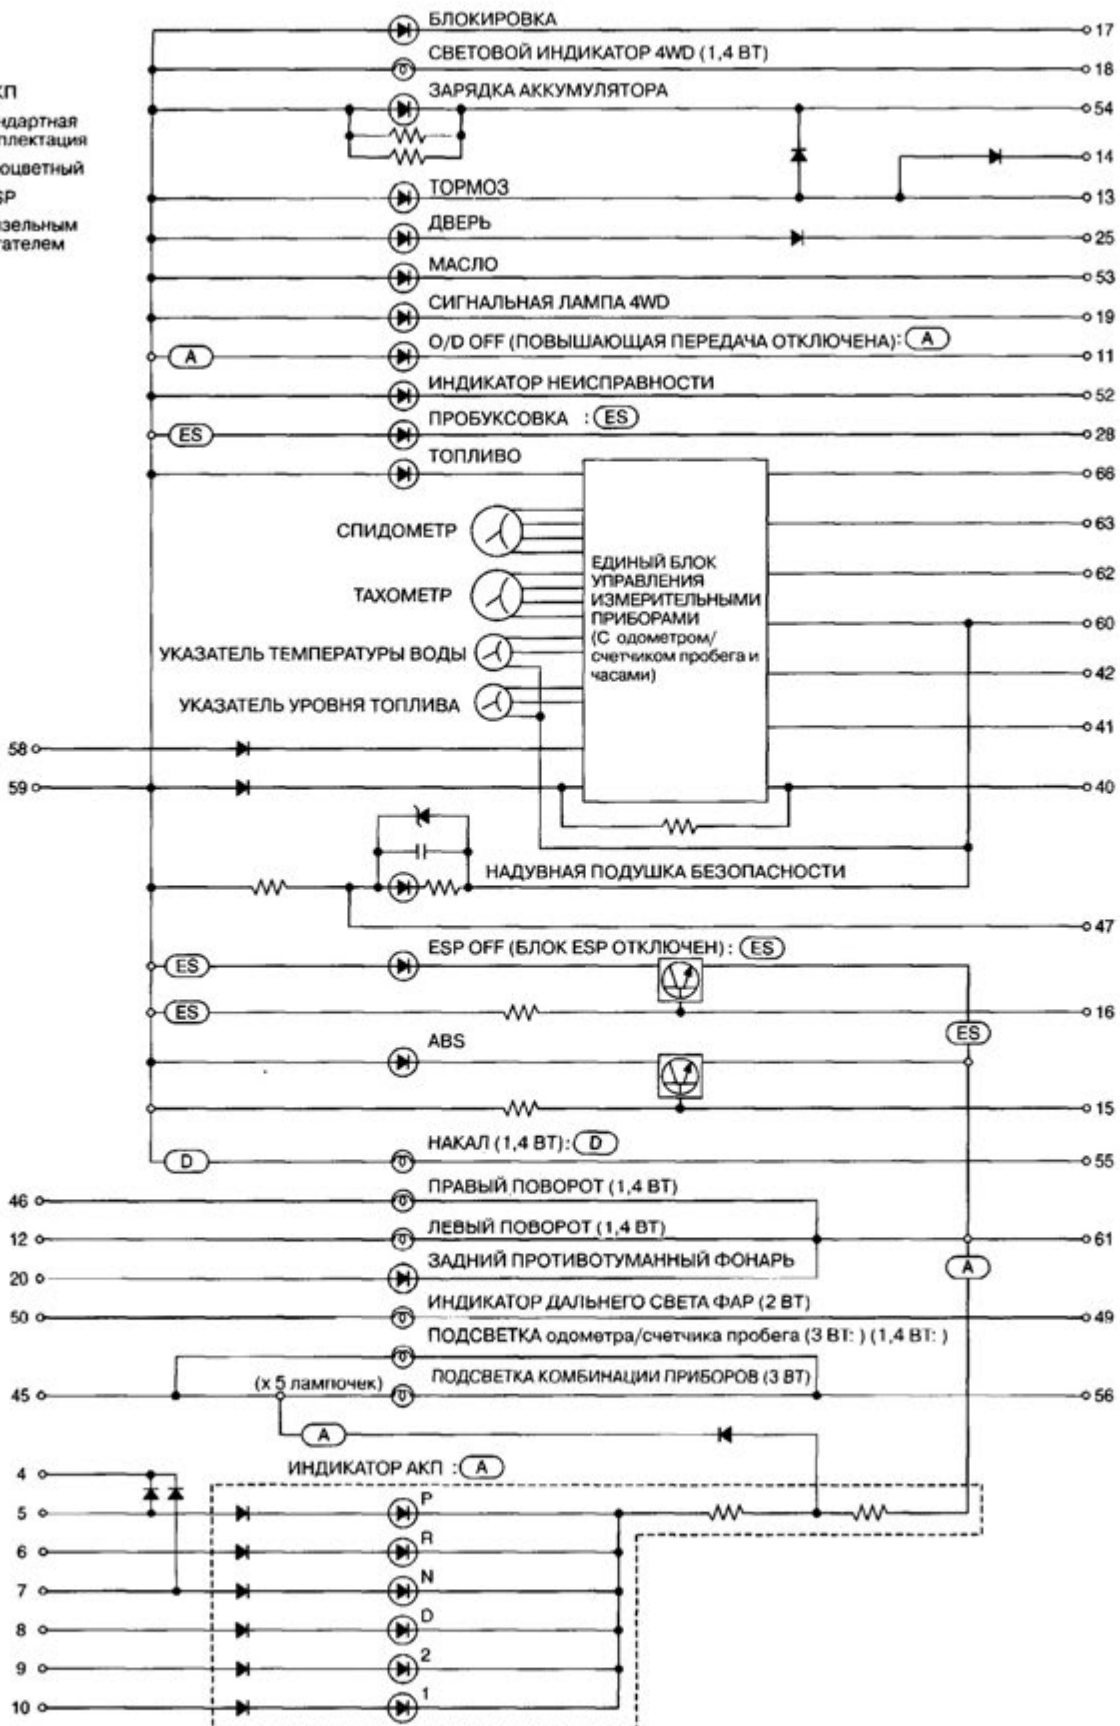 БЛОКИРОВКА
17
СВЕТОВОЙ ИНДИКАТОР 4WD (1,4 ВТ)
18
ЗАРЯДКА АККУМУЛЯТОРА
54
14
ТОРМОЗ
13
ДВЕРЬ
25
МАСЛО
53
СИГНАЛЬНАЯ ЛАМПА 4WD
19
A
O/D OFF (ПОВЫШАЮЩАЯ ПЕРЕДАЧА ОТКЛЮЧЕНА): A
11
ИНДИКАТОР НЕИСПРАВНОСТИ
52
ES
ПРОБУКСОВКА : ES
28
ТОПЛИВО
66
СПИДОМЕТР
63
ТАХОМЕТР
62
ЕДИНЫЙ БЛОК
УПРАВЛЕНИЯ
ИЗМЕРИТЕЛЬНЫМИ
ПРИБОРАМИ
(С одометром/
счетчиком пробега и
часами)
60
УКАЗАТЕЛЬ ТЕМПЕРАТУРЫ ВОДЫ
42
УКАЗАТЕЛЬ УРОВНЯ ТОПЛИВА
41
58
59
40
НАДУВНАЯ ПОДУШКА БЕЗОПАСНОСТИ
47
ES
ESP OFF (БЛОК ESP ОТКЛЮЧЕН) : ES
ES
16
ES
ABS
15
D
НАКАЛ (1,4 ВТ): D
55
46
ПРАВЫЙ ПОВОРОТ (1,4 ВТ)
12
ЛЕВЫЙ ПОВОРОТ (1,4 ВТ)
61
20
ЗАДНИЙ ПРОТИВОТУМАННЫЙ ФОНАРЬ
A
50
ИНДИКАТОР ДАЛЬНЕГО СВЕТА ФАР (2 ВТ)
49
ПОДСВЕТКА одометра/счетчика пробега (3 ВТ: ) (1,4 ВТ: )
45
(x 5 лампочек)
ПОДСВЕТКА КОМБИНАЦИИ ПРИБОРОВ (3 ВТ)
56
A
4
ИНДИКАТОР АКП : A
5
P
6
R
7
N
8
D
9
2
10
1